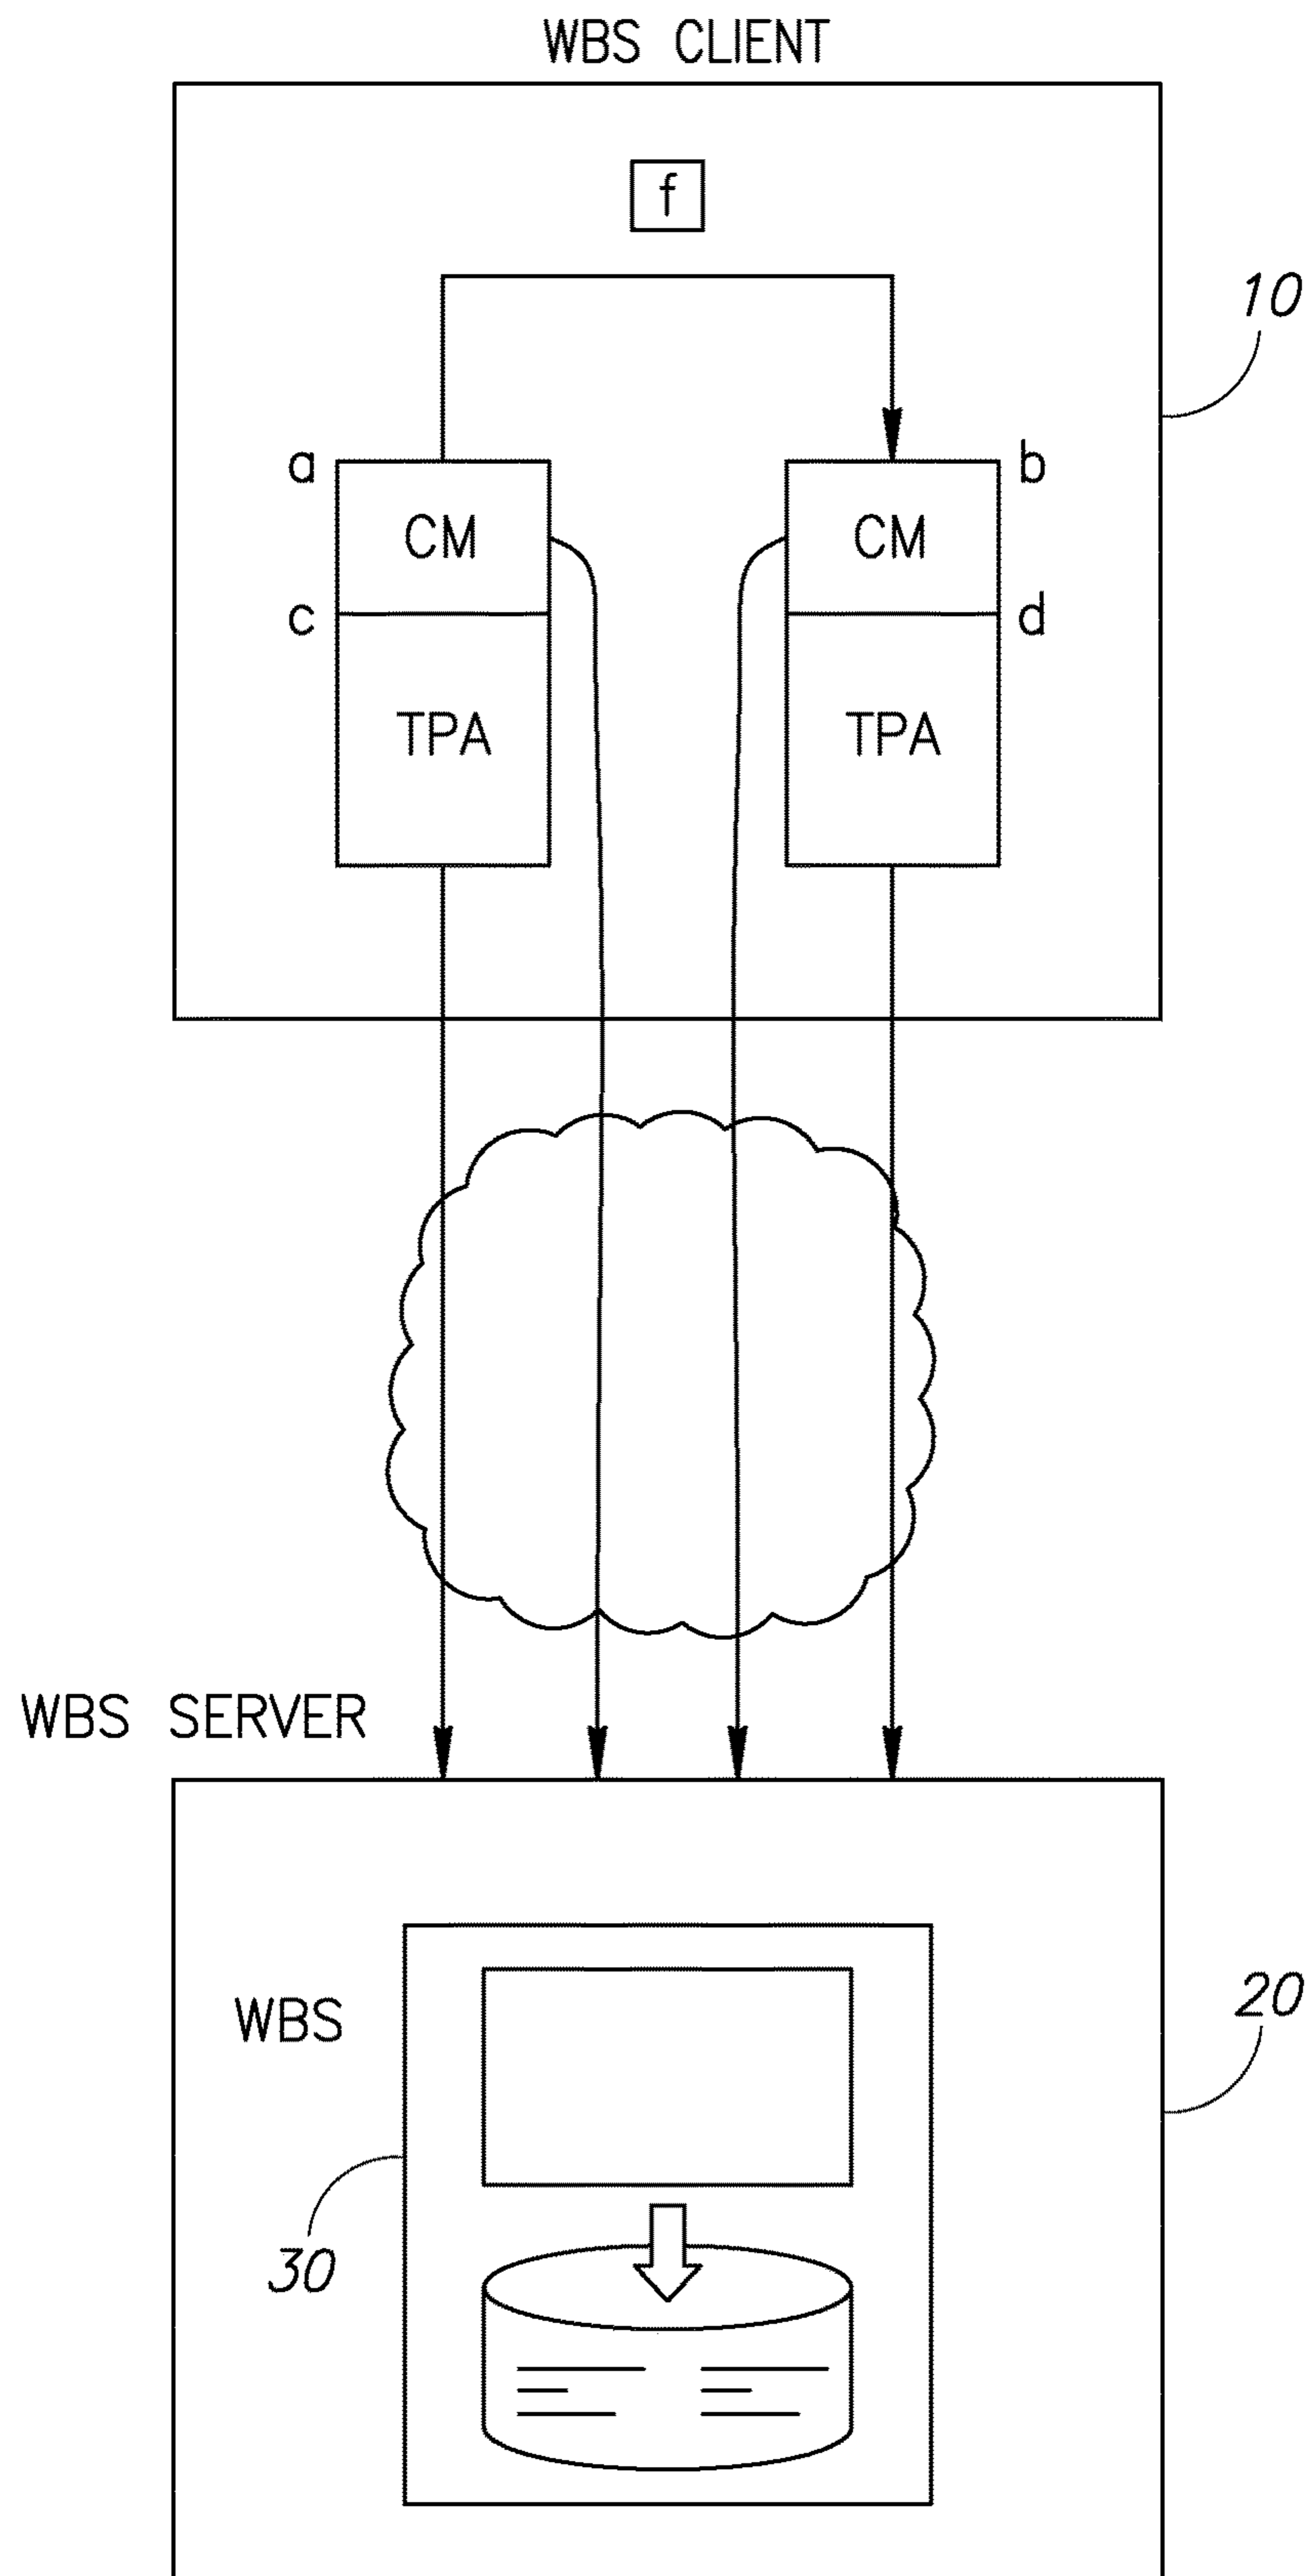 WBS CLIENT
f
10
a
b
CM
CM
c
d
TPA
TPA
WBS SERVER
20
WBS
30